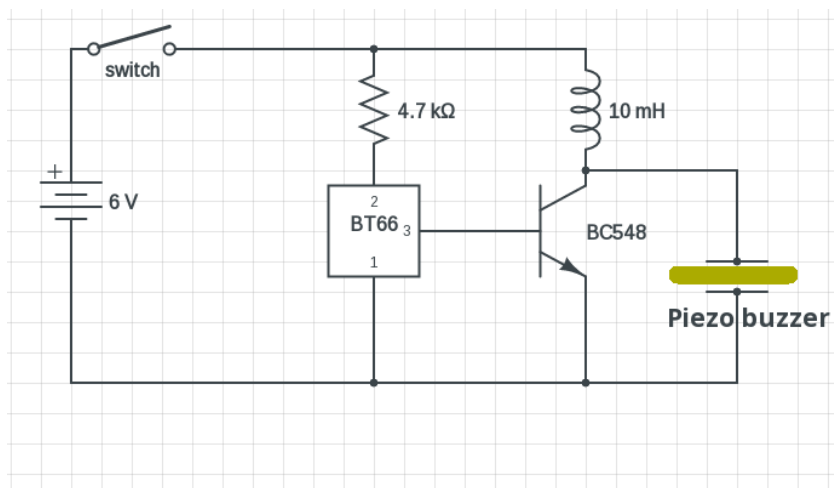 switch
4.7 kΩ
10 mH
+
6 V
2
BT66 3
1
BC548
Piezo buzzer